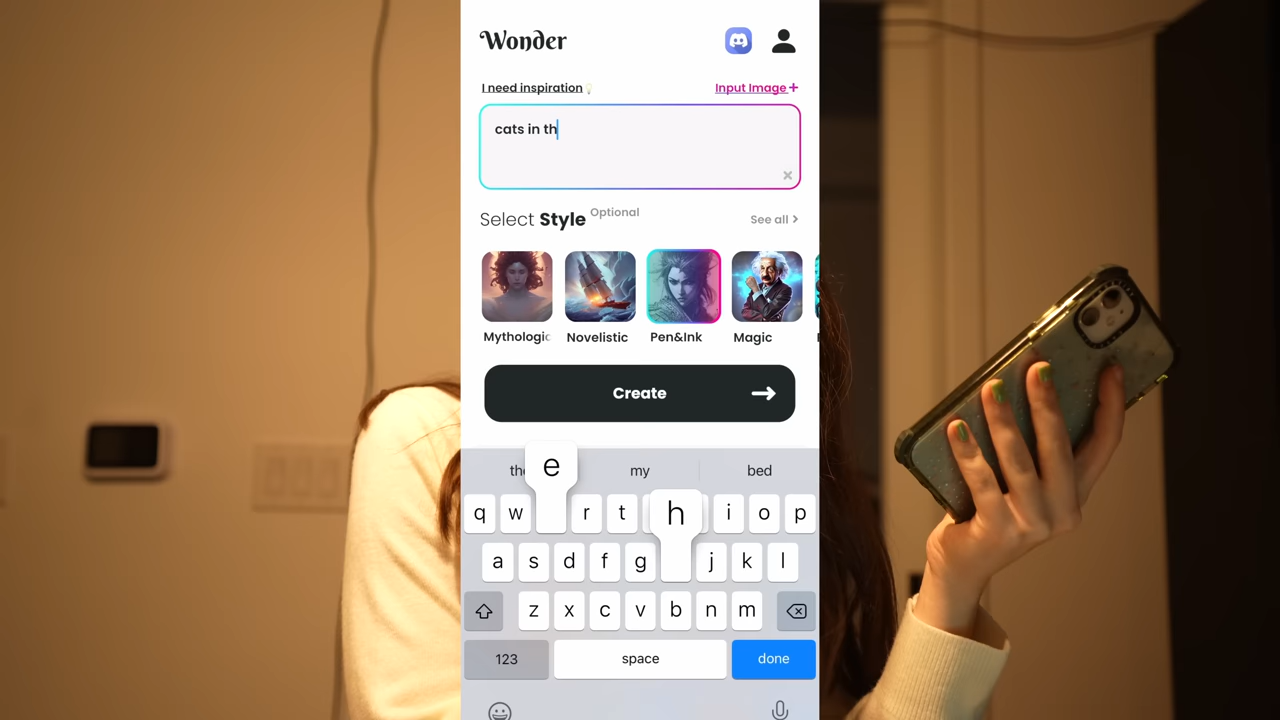 Wonder
I need inspiration
Input Image +
cats in th
Select Style Optional
See all >
Mythologic
Novelistic
Pen&Ink
Magic
Create
the
my
bed
e
h
q w r t i o p
a s d f g j k l
z x c v b n m
123
space
done